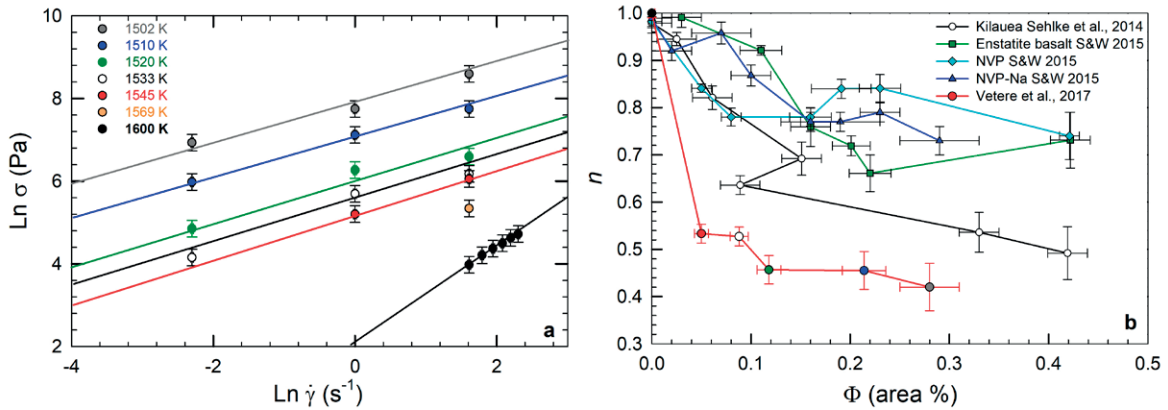 1502 K
1510 K
1520 K
1533 K
1545 K
1569 K
1600 K
10
8
6
4
2
-4
-2
0
2
Ln σ (Pa)
Ln γ̇ (s⁻¹)
a
Kilauea Sehlke et al., 2014
Enstatite basalt S&W 2015
NVP S&W 2015
NVP-Na S&W 2015
Vetere et al., 2017
1.0
0.9
0.8
0.7
0.6
0.5
0.4
0.3
0.0
0.1
0.2
0.3
0.4
0.5
n
Φ (area %)
b